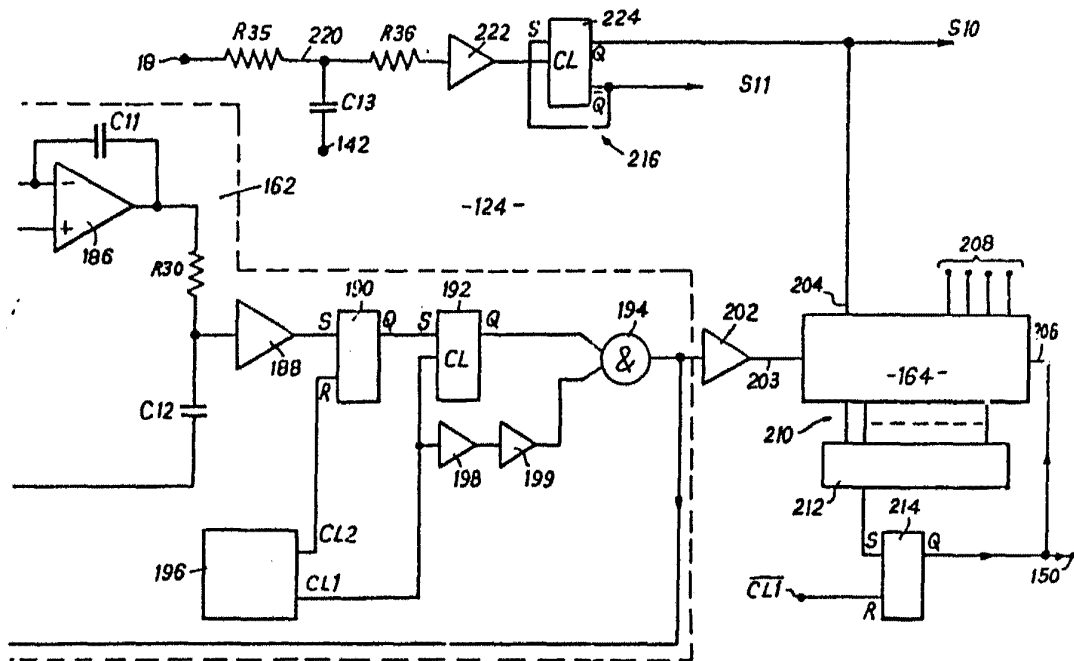 R35
220
R36
222
224
S10
18
S
CL
Q
C13
Q̅
S11
142
216
C11
162
-124-
-
+
186
R30
208
204
190
192
194
202
206
S
Q
S
Q
188
CL
&
203
-164-
R
C12
210
198
199
212
214
CL2
S
Q
196
CL1
C̅L̅1̅
150
R